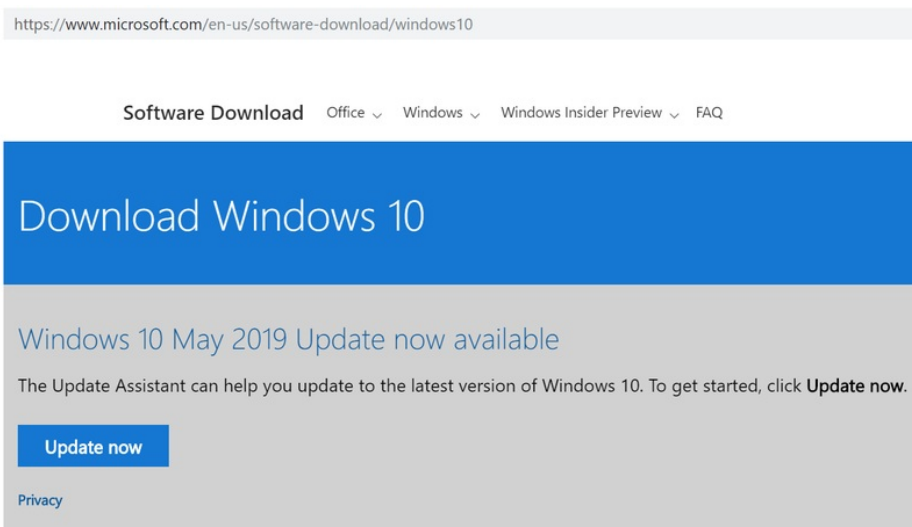 https://www.microsoft.com/en-us/software-download/windows10
Software Download Office Windows Windows Insider Preview FAQ
Download Windows 10
Windows 10 May 2019 Update now available
The Update Assistant can help you update to the latest version of Windows 10. To get started, click Update now.
Update now
Privacy